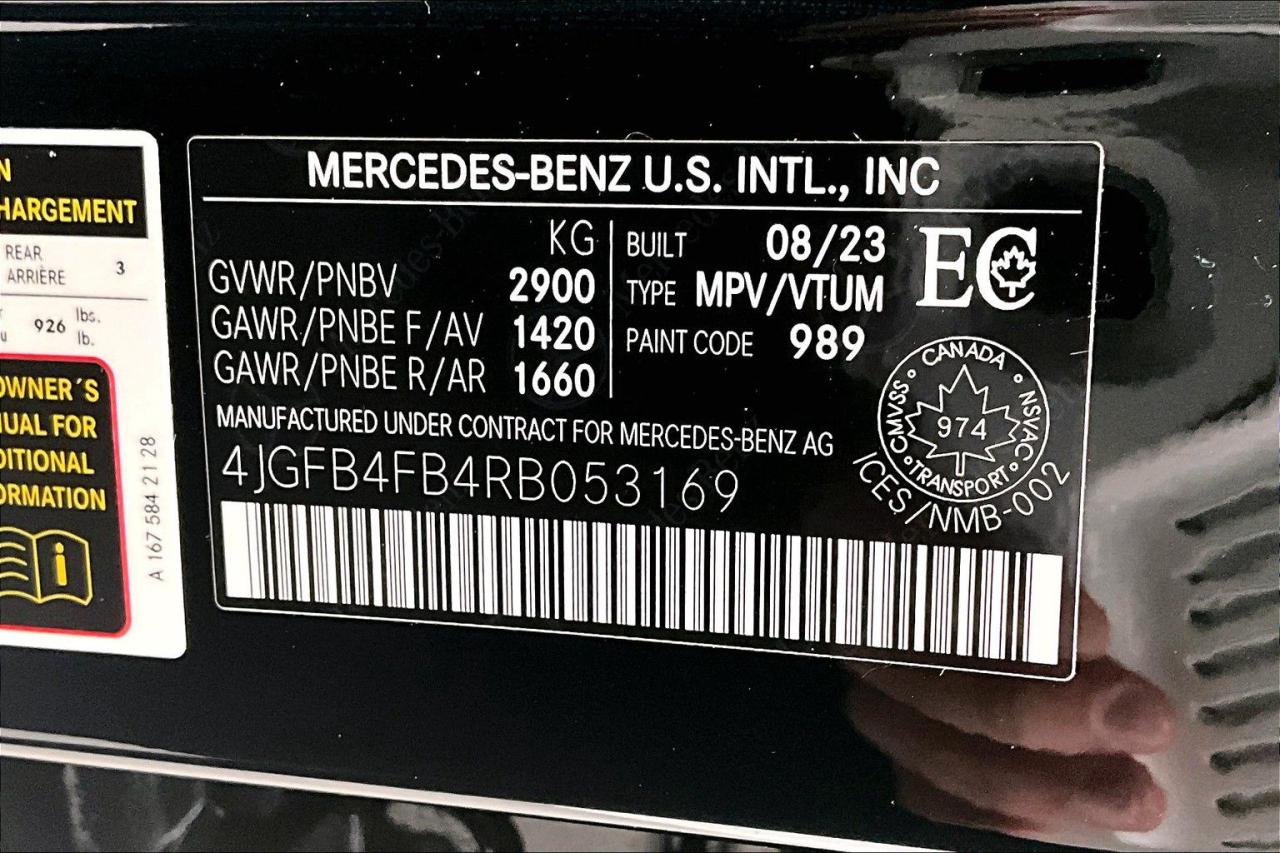 N
HARGEMENT
REAR
ARRIÈRE 3
926 lbs.
lb.
OWNER´S
UAL FOR
DITIONAL
ORMATION
i
A 167 584 21 28
MERCEDES-BENZ U.S. INTL., INC
KG
GVWR/PNBV 2900
GAWR/PNBE F/AV 1420
GAWR/PNBE R/AR 1660
BUILT 08/23
TYPE MPV/VTUM
PAINT CODE 989
EC
CANADA
CMVSS NSVAC
974
TRANSPORT
ICES/NMB-002
MANUFACTURED UNDER CONTRACT FOR MERCEDES-BENZ AG
4JGFB4FB4RB053169